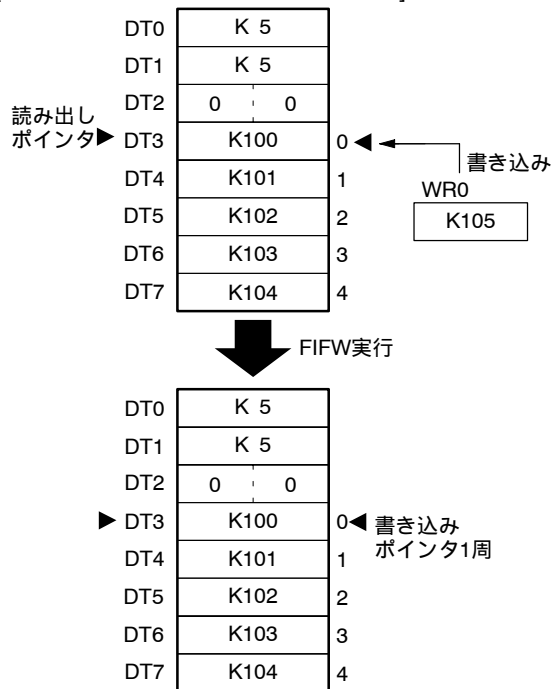 DT0 K 5
DT1 K 5
DT2 0 0
読み出し
ポインタ DT3 K100 0
書き込み
DT4 K101 1
WR0
DT5 K102 2 K105
DT6 K103 3
DT7 K104 4
FIFW実行
DT0 K 5
DT1 K 5
DT2 0 0
DT3 K100 0 書き込み
ポインタ1周
DT4 K101 1
DT5 K102 2
DT6 K103 3
DT7 K104 4